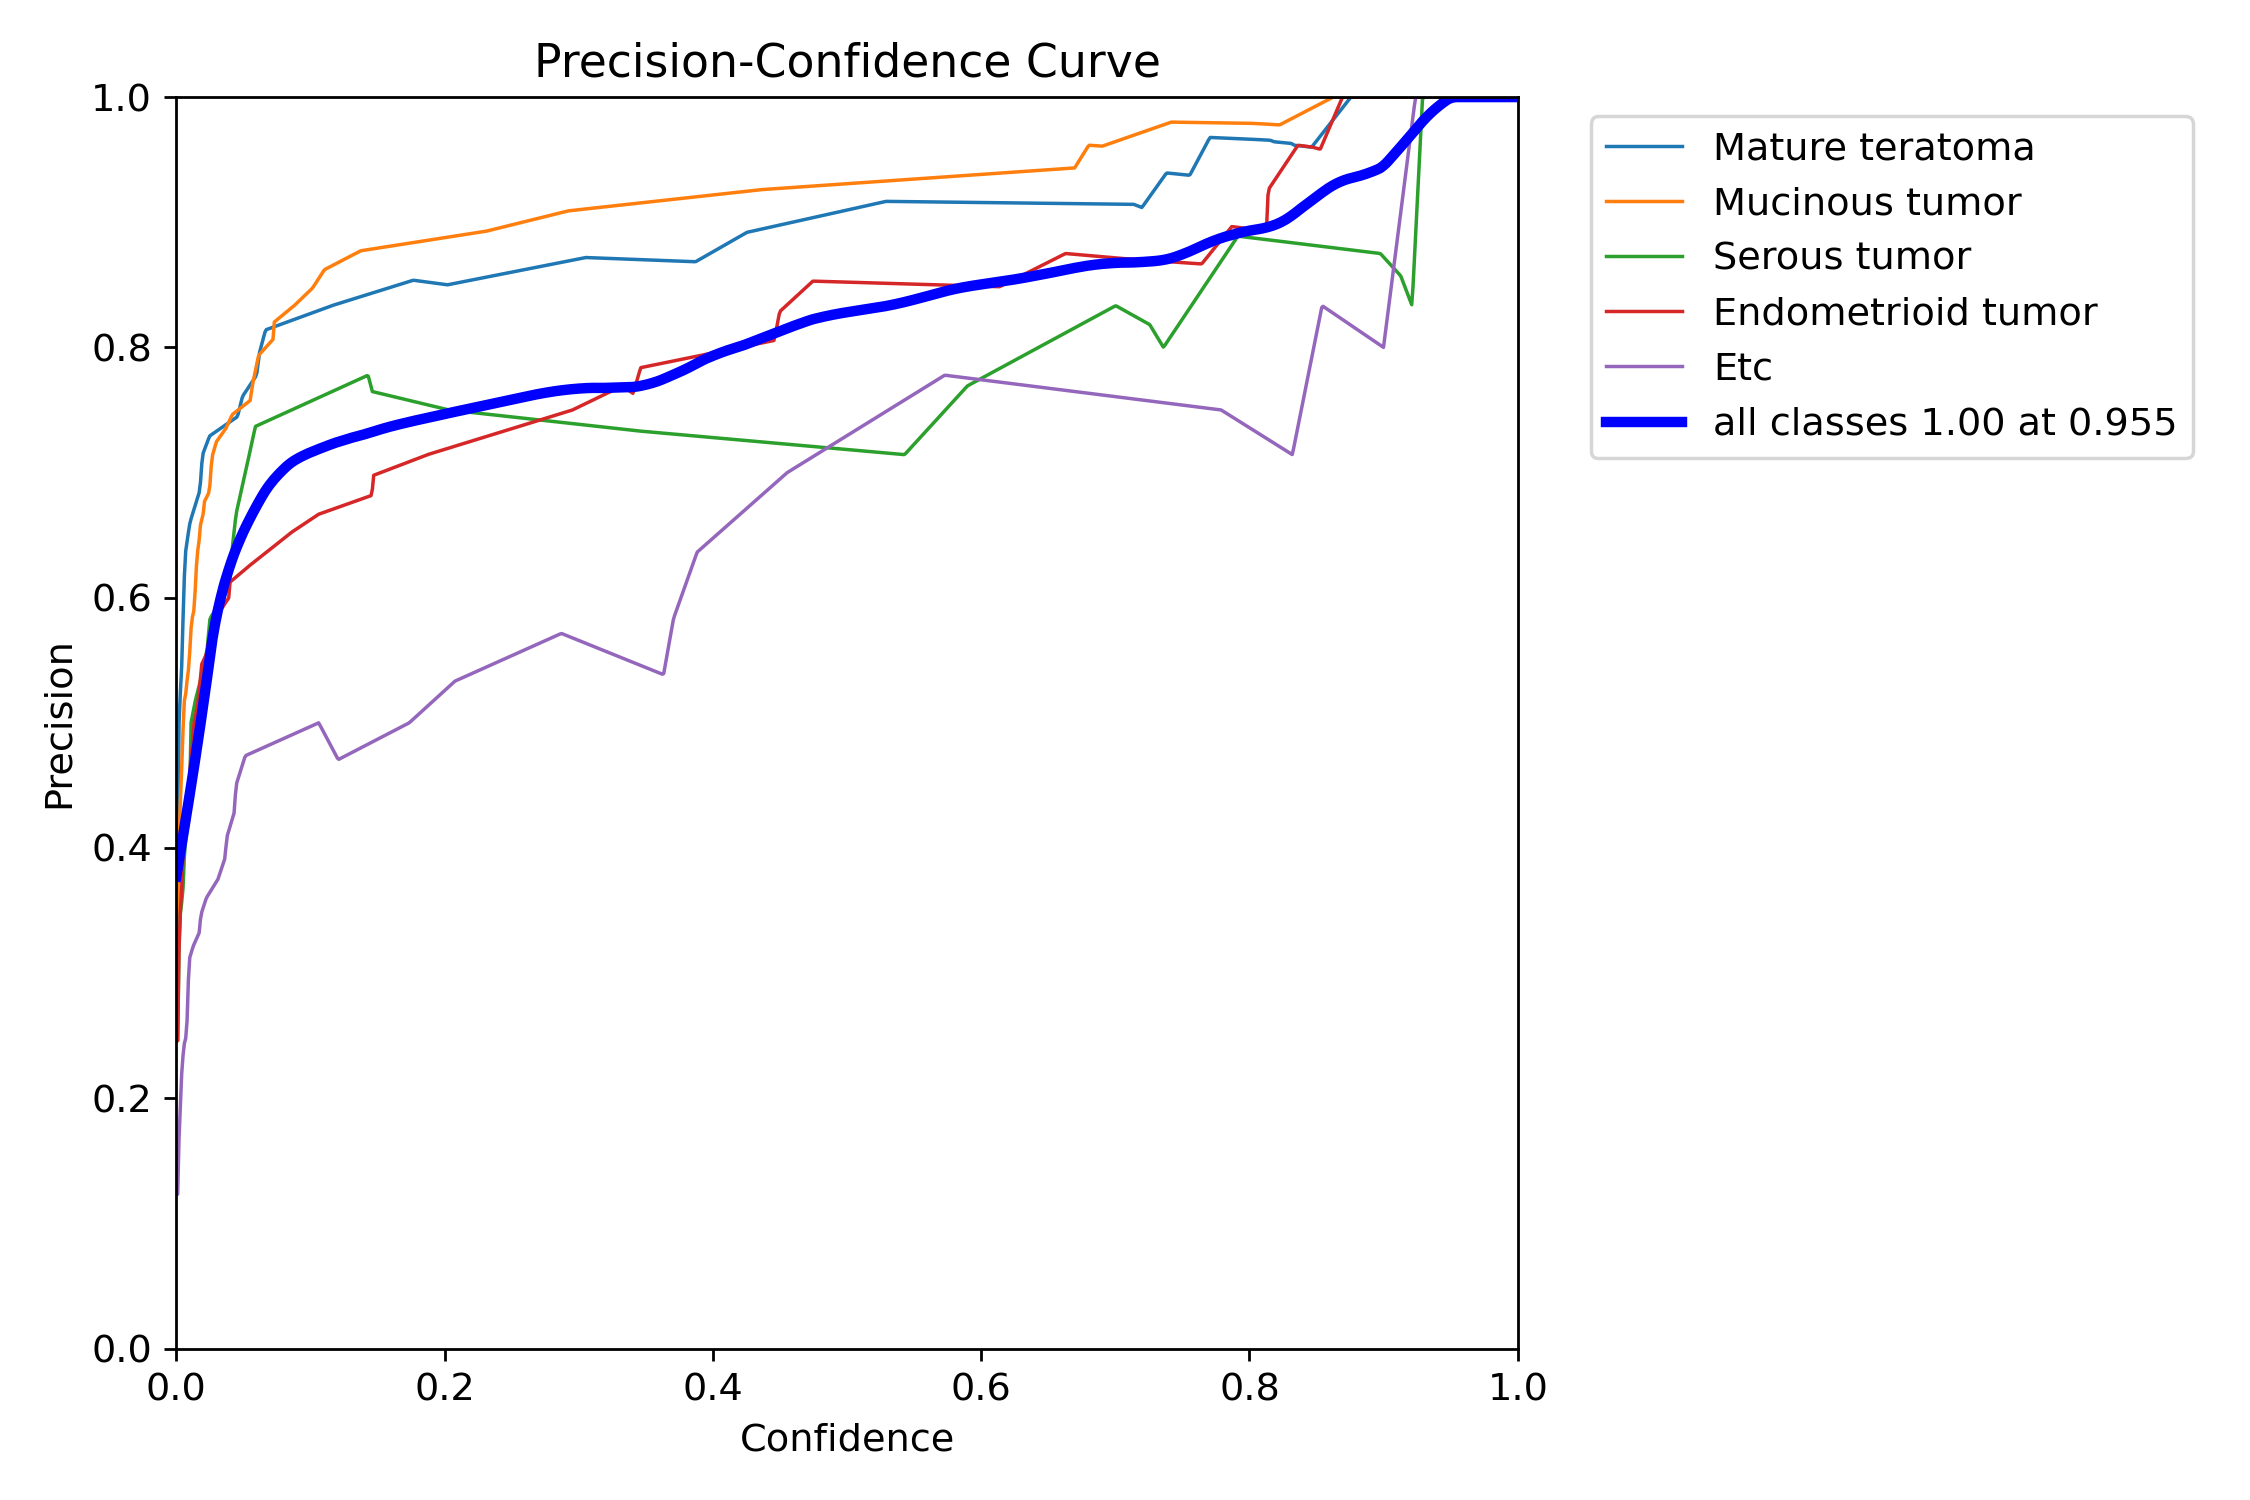 Precision-Confidence Curve
1.0
0.8
0.6
0.4
0.2
0.0
Precision
0.0 0.2 0.4 0.6 0.8 1.0
Confidence
Mature teratoma
Mucinous tumor
Serous tumor
Endometrioid tumor
Etc
all classes 1.00 at 0.955